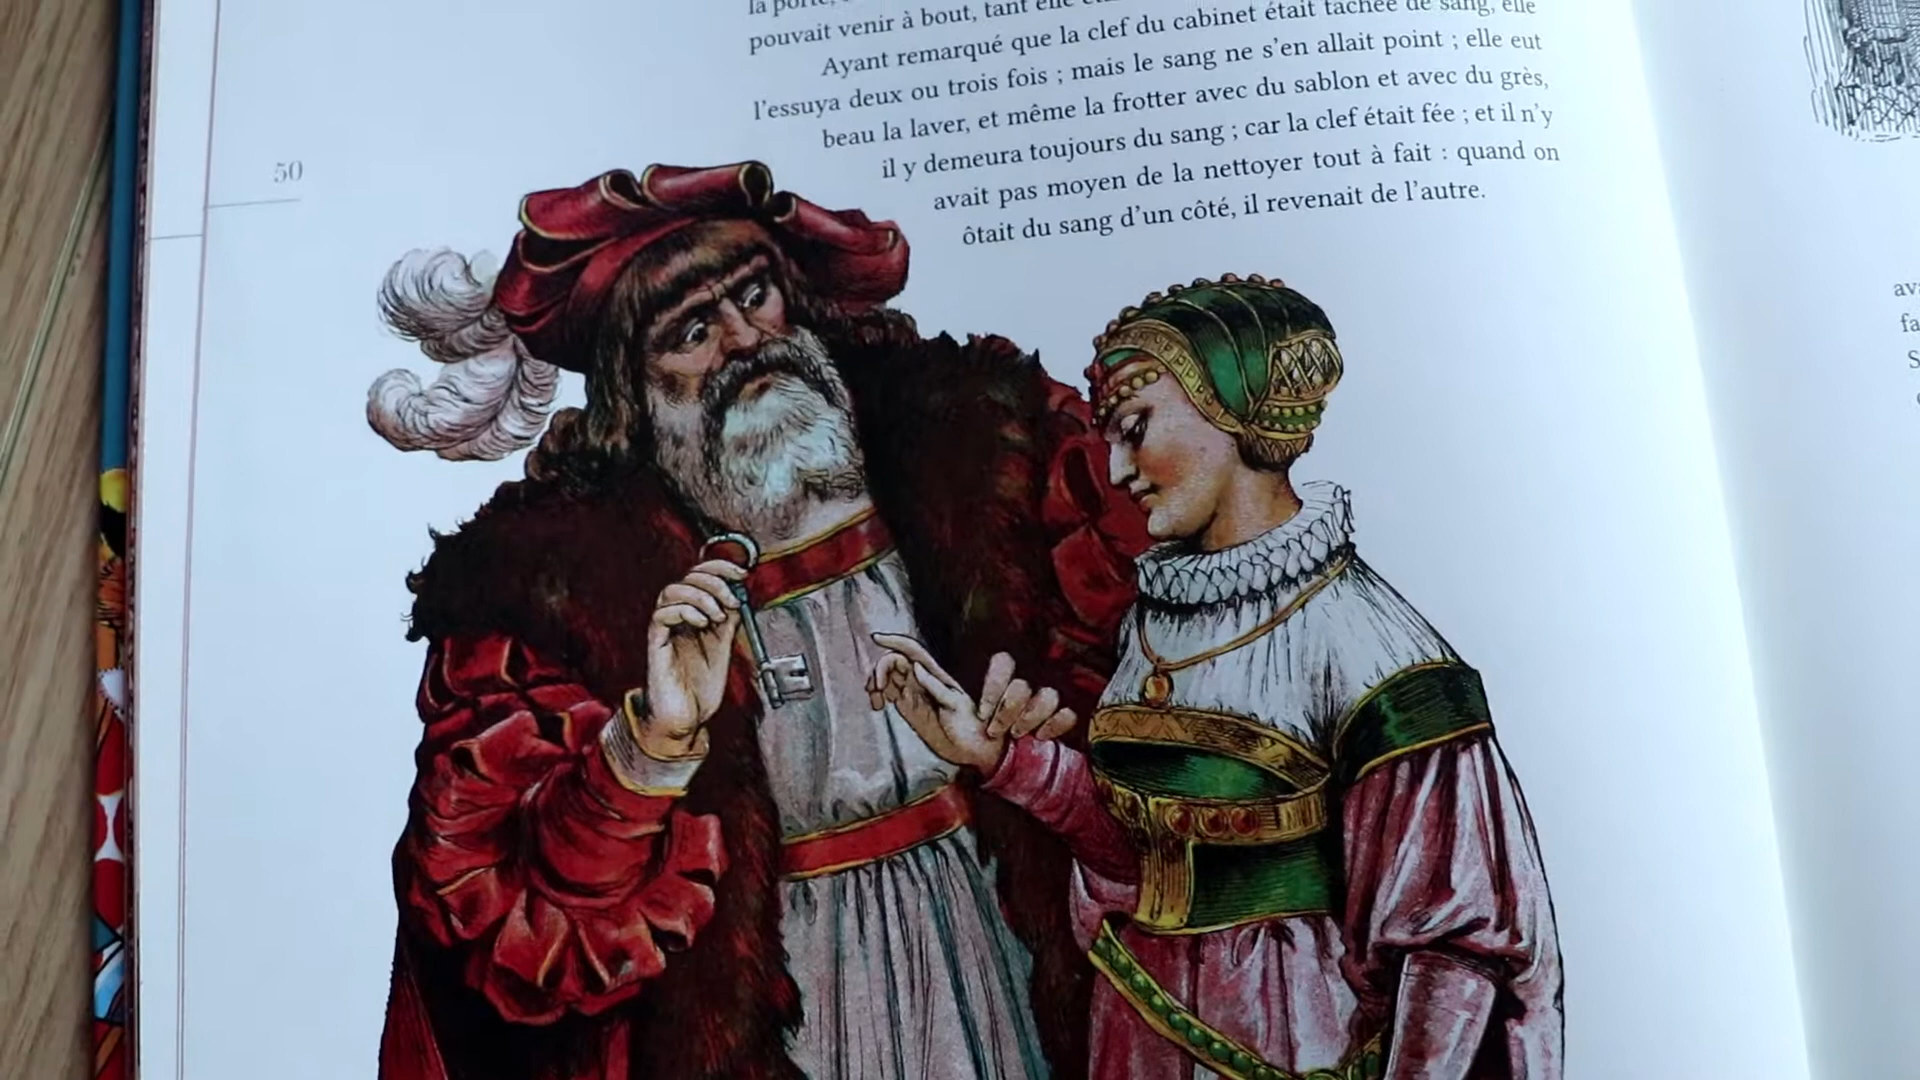 la porte,
pouvait venir à bout, tant elle
Ayant remarqué que la clef du cabinet était tachée de sang, elle
l'essuya deux ou trois fois ; mais le sang ne s'en allait point ; elle eut
beau la laver, et même la frotter avec du sablon et avec du grès,
il y demeura toujours du sang ; car la clef était fée ; et il n'y
avait pas moyen de la nettoyer tout à fait : quand on
ôtait du sang d'un côté, il revenait de l'autre.
50